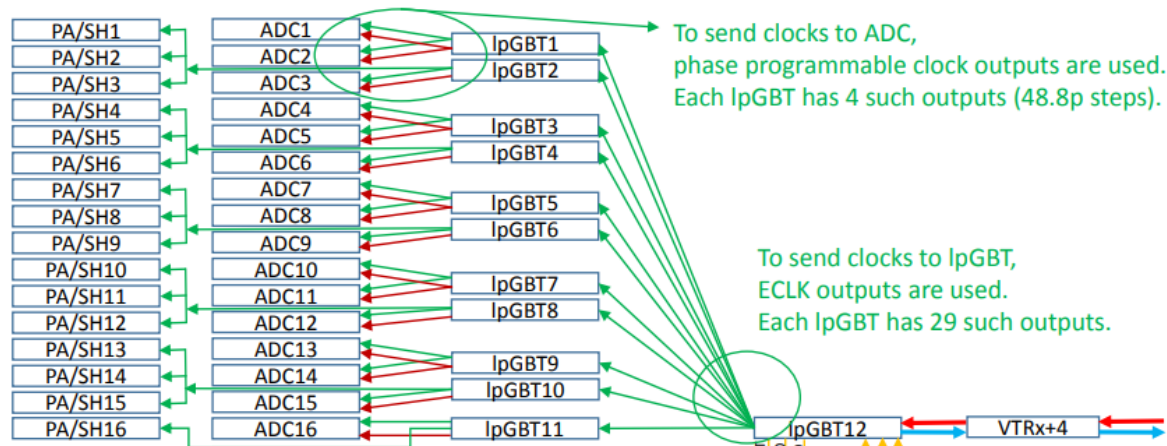 PA/SH1
PA/SH2
PA/SH3
PA/SH4
PA/SH5
PA/SH6
PA/SH7
PA/SH8
PA/SH9
PA/SH10
PA/SH11
PA/SH12
PA/SH13
PA/SH14
PA/SH15
PA/SH16
ADC1
ADC2
ADC3
ADC4
ADC5
ADC6
ADC7
ADC8
ADC9
ADC10
ADC11
ADC12
ADC13
ADC14
ADC15
ADC16
lpGBT1
lpGBT2
lpGBT3
lpGBT4
lpGBT5
lpGBT6
lpGBT7
lpGBT8
lpGBT9
lpGBT10
lpGBT11
To send clocks to ADC,
phase programmable clock outputs are used.
Each lpGBT has 4 such outputs (48.8p steps).
To send clocks to lpGBT,
ECLK outputs are used.
Each lpGBT has 29 such outputs.
lpGBT12
VTRx+4